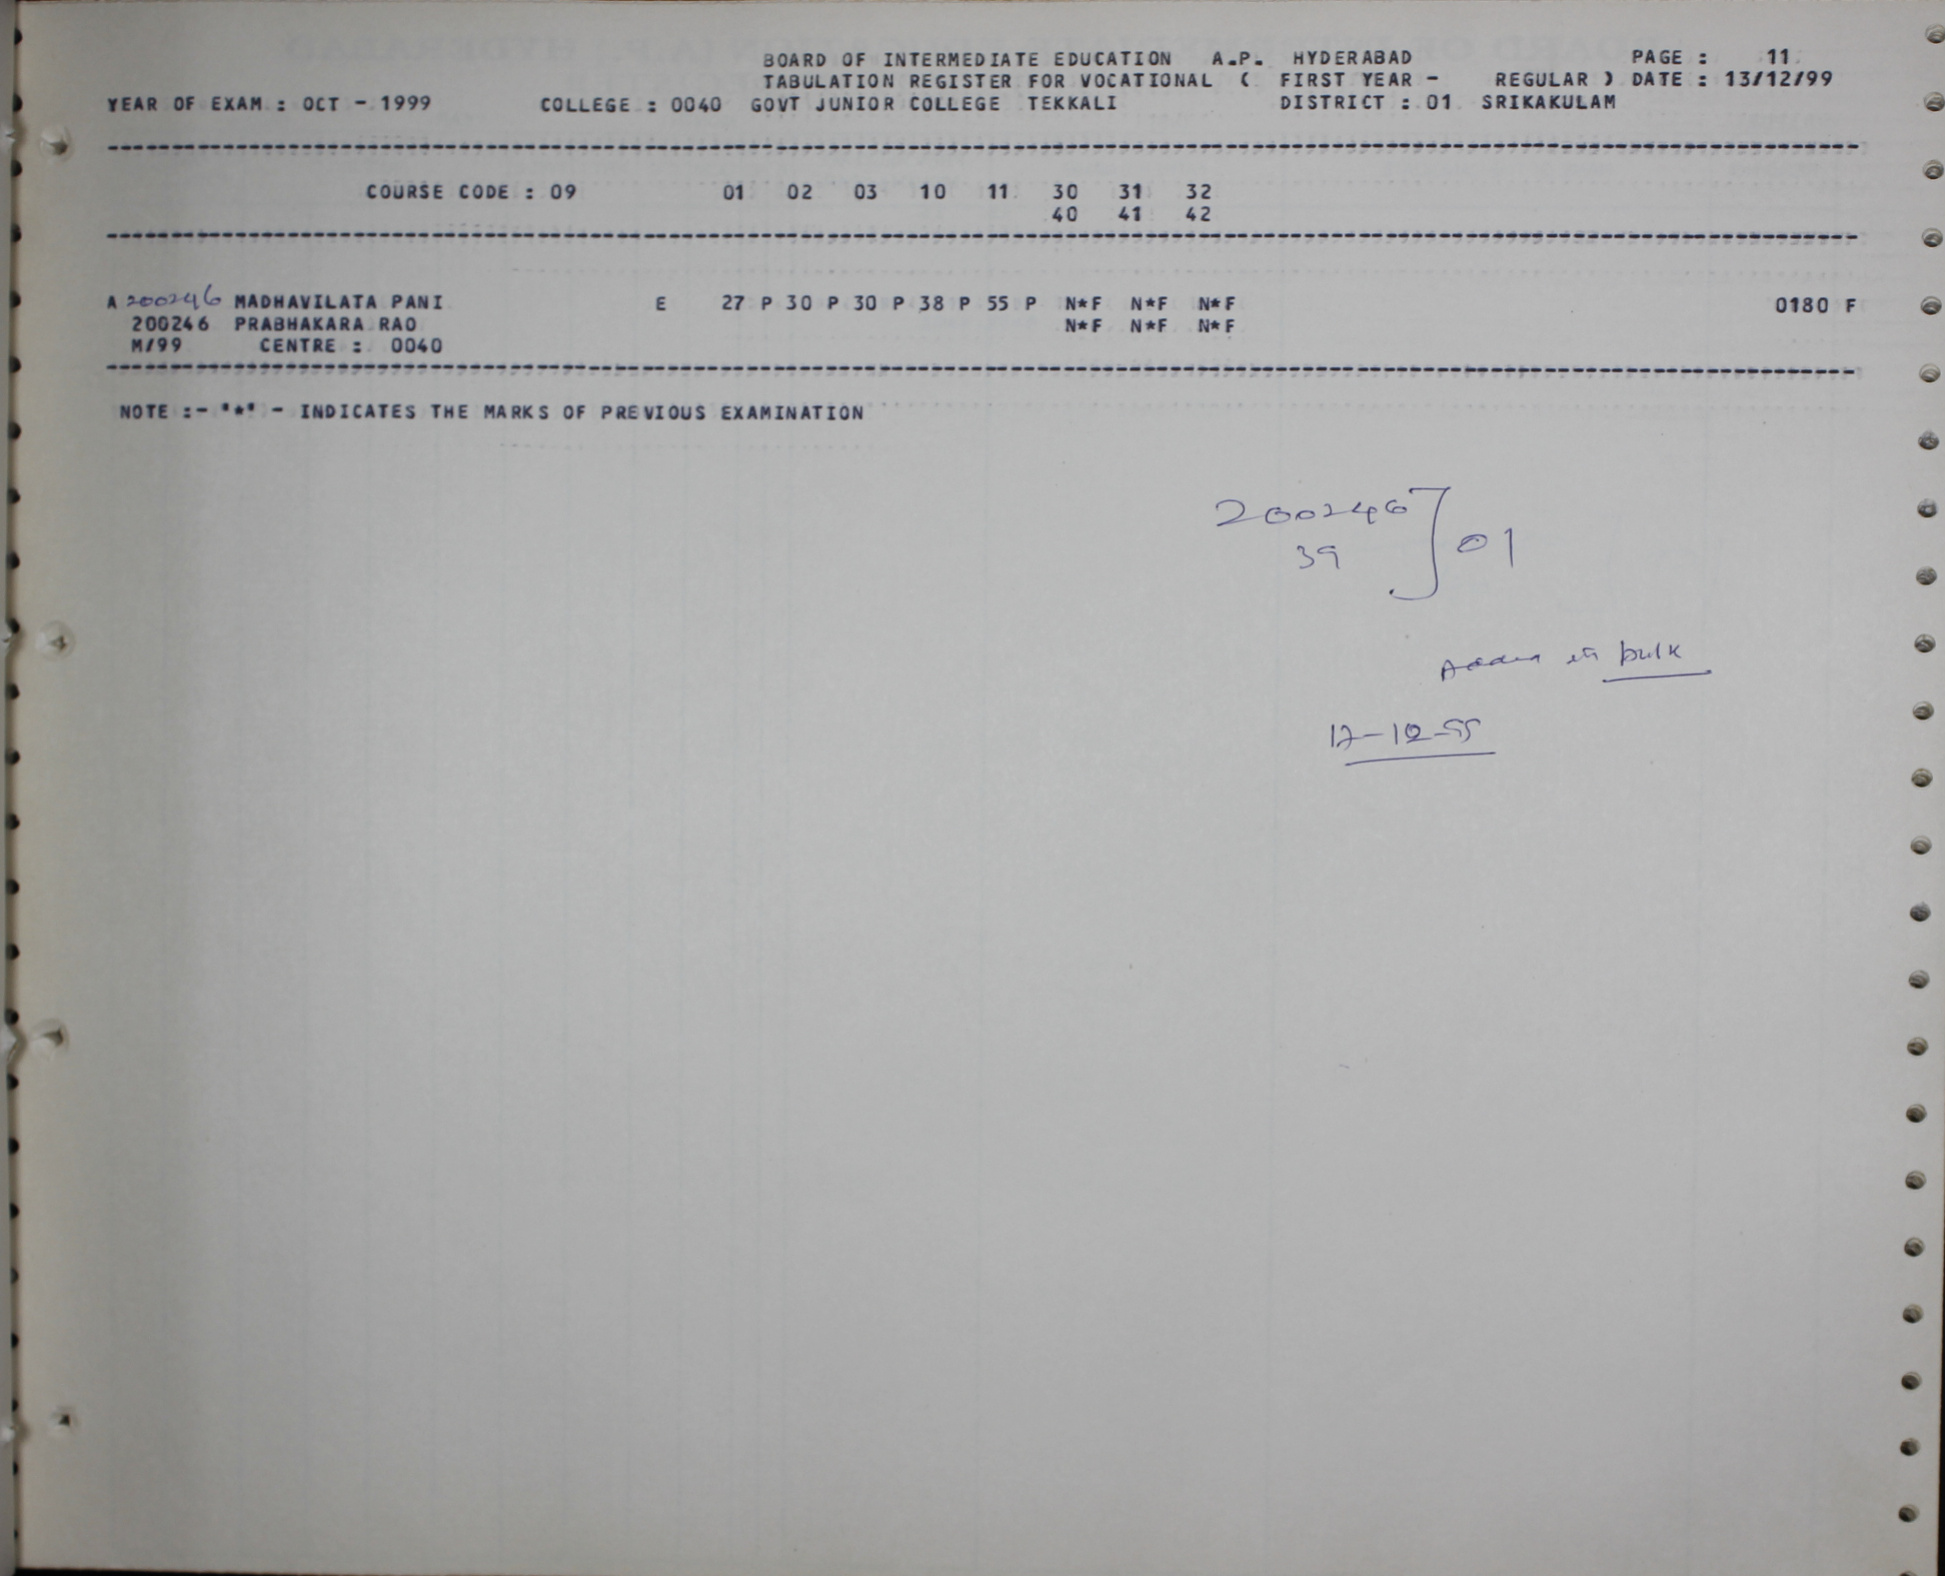 BOARD OF INTERMEDIATE EDUCATION A.P. HYDERABAD PAGE : 11
TABULATION REGISTER FOR VOCATIONAL ( FIRST YEAR - REGULAR ) DATE : 13/12/99
YEAR OF EXAM : OCT - 1999 COLLEGE : 0040 GOVT JUNIOR COLLEGE TEKKALI DISTRICT : 01 SRIKAKULAM
COURSE CODE : 09 01 02 03 10 11 30 31 32
40 41 42
A 200246 MADHAVILATA PANI E 27 P 30 P 30 P 38 P 55 P N*F N*F N*F 0180 F
200246 PRABHAKARA RAO N*F N*F N*F
M/99 CENTRE : 0040
NOTE :- '*' - INDICATES THE MARKS OF PREVIOUS EXAMINATION
200246
39 ] 01
in bulk